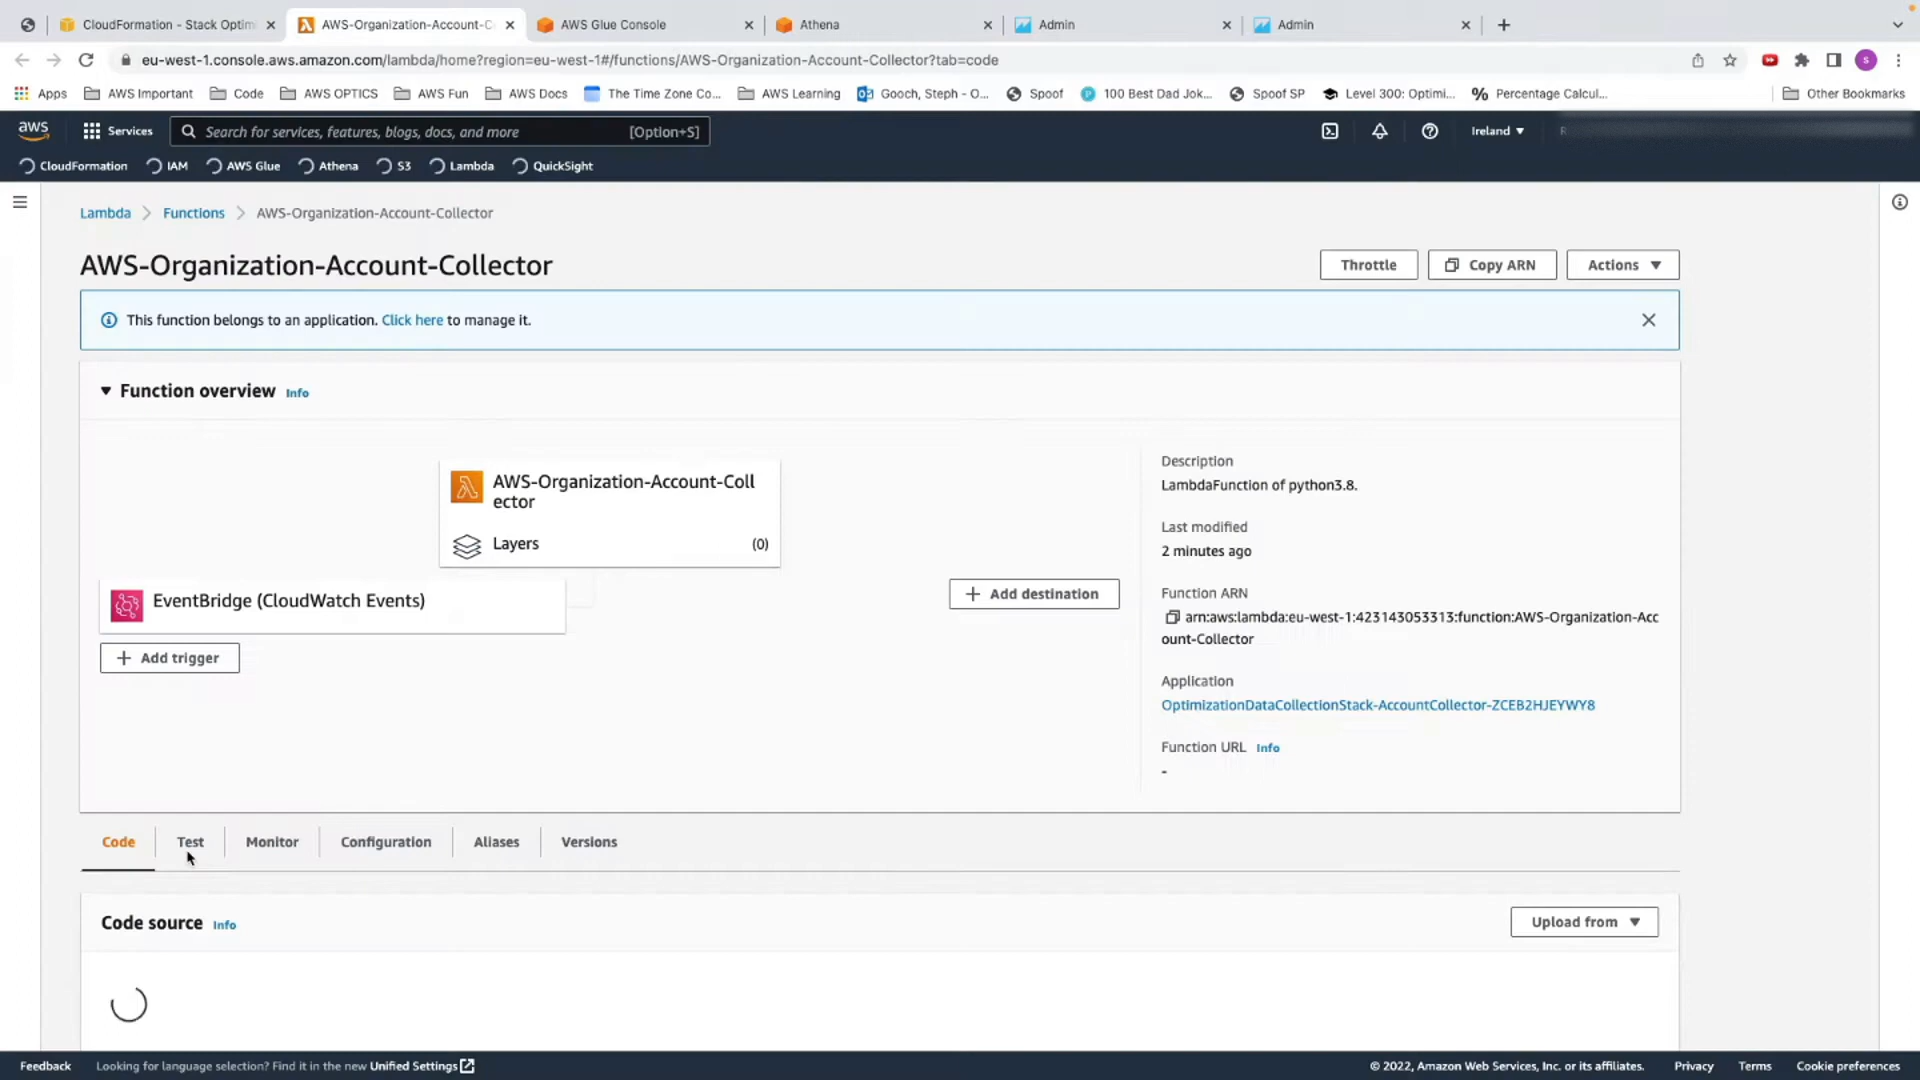 CloudFormation - Stack Optim
AWS-Organization-Account-C
AWS Glue Console
Athena
Admin
Admin
eu-west-1.console.aws.amazon.com/lambda/home?region=eu-west-1#/functions/AWS-Organization-Account-Collector?tab=code
S
Apps
AWS Important
Code
AWS OPTICS
AWS Fun
AWS Docs
The Time Zone Co...
AWS Learning
Gooch, Steph - O...
Spoof
100 Best Dad Jok...
Spoof SP
Level 300: Optimi...
Percentage Calcul...
Other Bookmarks
aws
Services
Search for services, features, blogs, docs, and more
[Option+S]
Ireland
CloudFormation
IAM
AWS Glue
Athena
S3
Lambda
QuickSight
Lambda
Functions
AWS-Organization-Account-Collector
AWS-Organization-Account-Collector
Throttle
Copy ARN
Actions
This function belongs to an application. Click here to manage it.
Function overview Info
AWS-Organization-Account-Coll
ector
Layers (0)
EventBridge (CloudWatch Events)
+ Add trigger
+ Add destination
Description
LambdaFunction of python3.8.
Last modified
2 minutes ago
Function ARN
arn:aws:lambda:eu-west-1:423143053313:function:AWS-Organization-Acc
ount-Collector
Application
OptimizationDataCollectionStack-AccountCollector-ZCEB2HJEYWY8
Function URL Info
-
Code
Test
Monitor
Configuration
Aliases
Versions
Code source Info
Upload from
Feedback
Looking for language selection? Find it in the new Unified Settings
© 2022, Amazon Web Services, Inc. or its affiliates.
Privacy
Terms
Cookie preferences